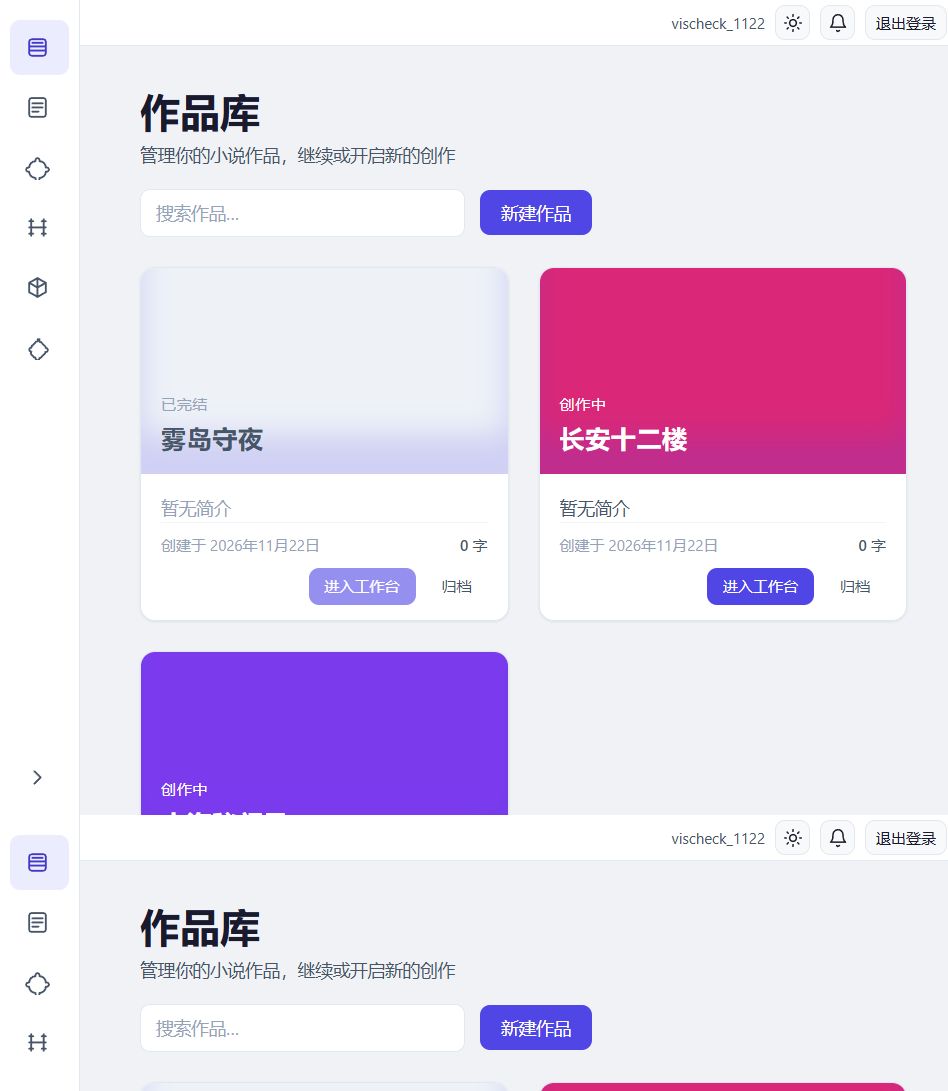 vischeck_1122
退出登录
作品库
管理你的小说作品，继续或开启新的创作
搜索作品...
新建作品
已完结
雾岛守夜
暂无简介
创建于 2026年11月22日
0 字
进入工作台
归档
创作中
长安十二楼
暂无简介
创建于 2026年11月22日
0 字
进入工作台
归档
创作中
vischeck_1122
退出登录
作品库
管理你的小说作品，继续或开启新的创作
搜索作品...
新建作品